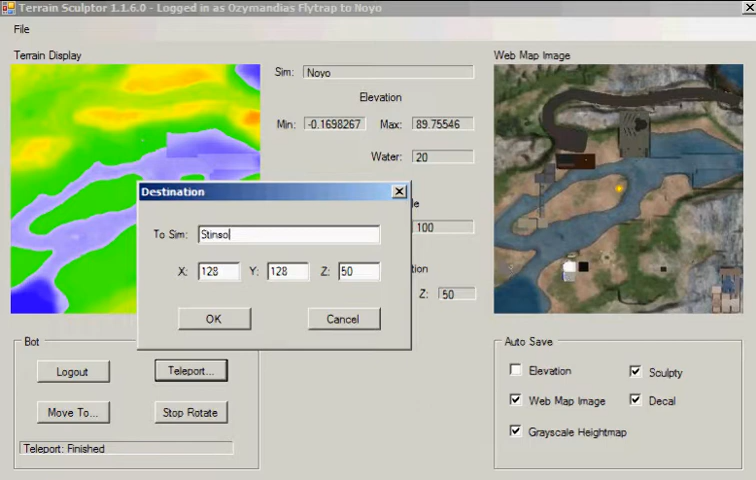 Terrain Sculptor 1.1.6.0 - Logged in as Ozymandias Flytrap to Noyo
File
Terrain Display
Sim: Noyo
Web Map Image
Elevation
Min: -0.1698267 Max: 89.75546
Water: 20
Destination
To Sim: Stinso
X: 128 Y: 128 Z: 50
OK Cancel
100
Z: 50
Bot
Logout Teleport...
Move To... Stop Rotate
Teleport: Finished
Auto Save
Elevation Sculpty
Web Map Image Decal
Grayscale Heightmap